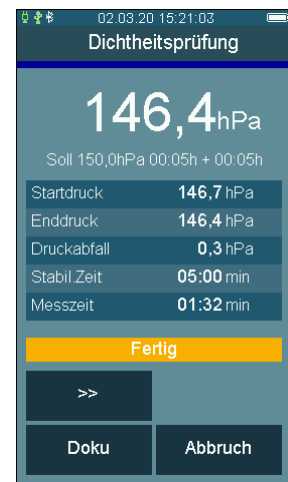 02.03.20 15:21:03
Dichtheitsprüfung
146,4hPa
Soll 150,0hPa 00:05h + 00:05h
Startdruck 146,7 hPa
Enddruck 146,4 hPa
Druckabfall 0,3 hPa
Stabil.Zeit 05:00 min
Messzeit 01:32 min
Fertig
>>
Doku Abbruch